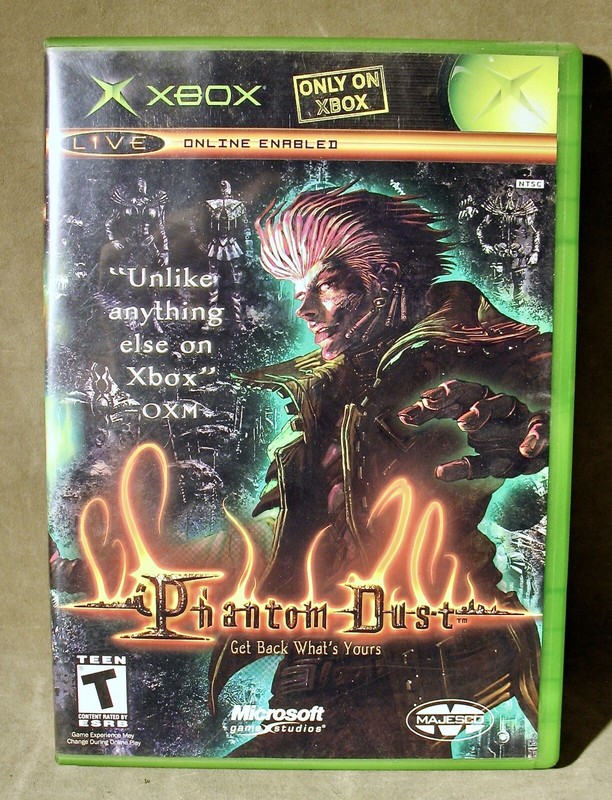 XBOX
ONLY ON
XBOX
LIVE ONLINE ENABLED
NTSC
"Unlike
anything
else on
Xbox"
OXM
Phantom Dust™
Get Back What's Yours
TEEN
T
CONTENT RATED BY
ESRB
Game Experience May
Change During Online Play
Microsoft
game studios®
MAJESCO
M